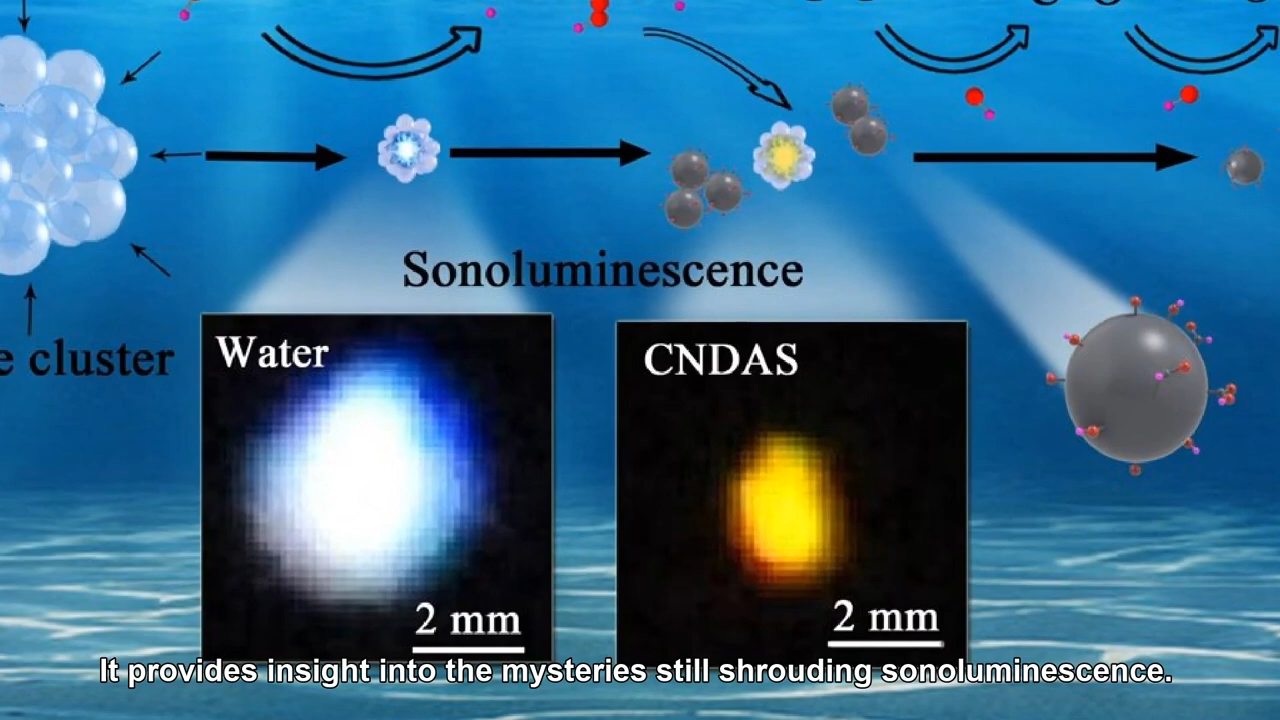 Sonoluminescence
e cluster
Water
CNDAS
2 mm
2 mm
It provides insight into the mysteries still shrouding sonoluminescence.